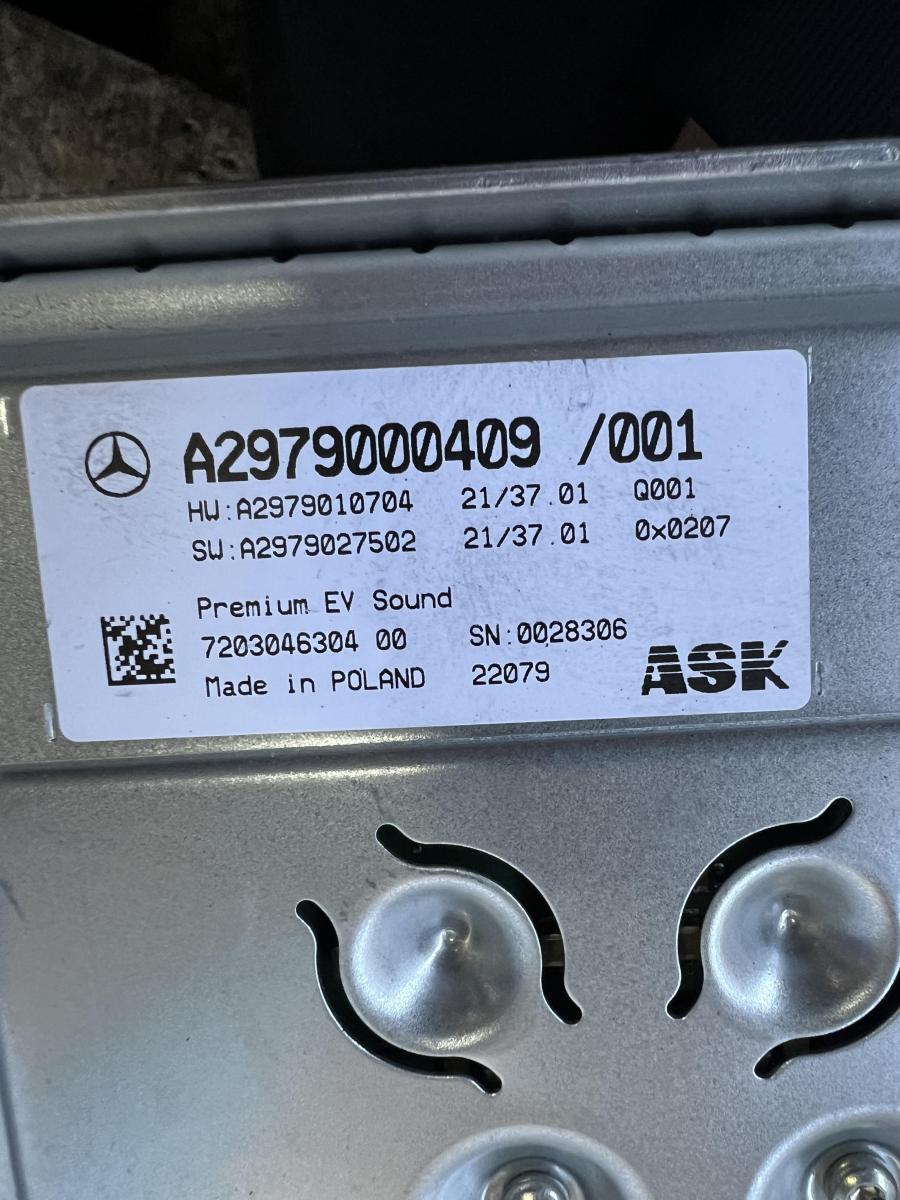 A2979000409 /001
HW:A2979010704 21/37.01 Q001
SW:A2979027502 21/37.01 0x0207
Premium EV Sound
7203046304 00 SN:0028306
Made in POLAND 22079
ASK